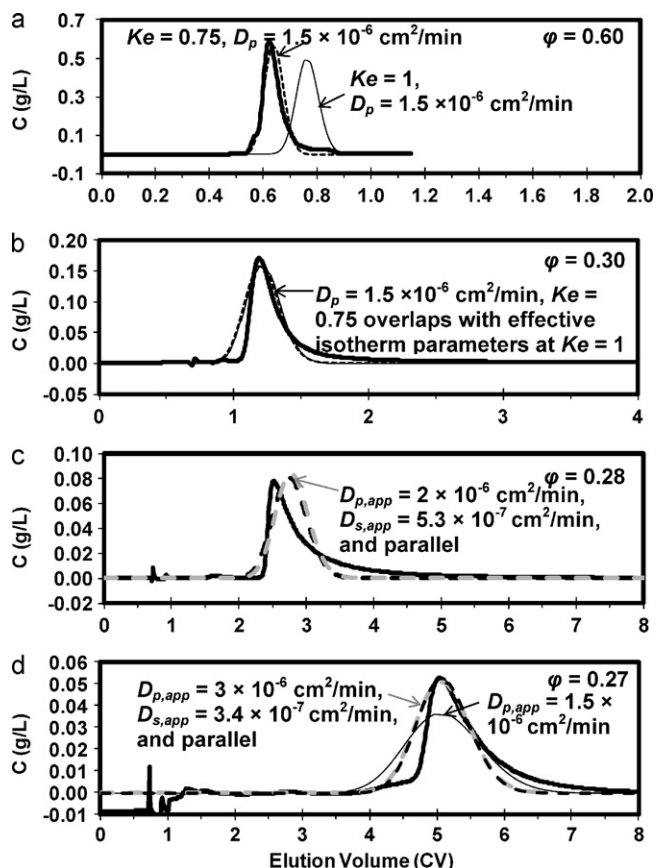 a
0.7
0.5
0.3
0.1
-0.1
C (g/L)
Ke = 0.75, Dp = 1.5 × 10-6 cm2/min
φ = 0.60
Ke = 1,
Dp = 1.5 ×10-6 cm2/min
0.0 0.2 0.4 0.6 0.8 1.0 1.2 1.4 1.6 1.8 2.0
b
0.20
0.15
0.10
0.05
0.00
-0.05
C (g/L)
φ = 0.30
Dp = 1.5 ×10-6 cm2/min, Ke =
0.75 overlaps with effective
isotherm parameters at Ke = 1
0 1 2 3 4
c
0.10
0.08
0.06
0.04
0.02
0.00
-0.02
C (g/L)
φ = 0.28
Dp,app = 2 × 10-6 cm2/min,
Ds,app = 5.3 × 10-7 cm2/min,
and parallel
0 1 2 3 4 5 6 7 8
d
0.06
0.05
0.04
0.03
0.02
0.01
0.00
-0.01
C (g/L)
Dp,app = 3 × 10-6 cm2/min,
Ds,app = 3.4 × 10-7 cm2/min,
and parallel
φ = 0.27
Dp,app = 1.5 ×
10-6 cm2/min
0 1 2 3 4 5 6 7 8
Elution Volume (CV)